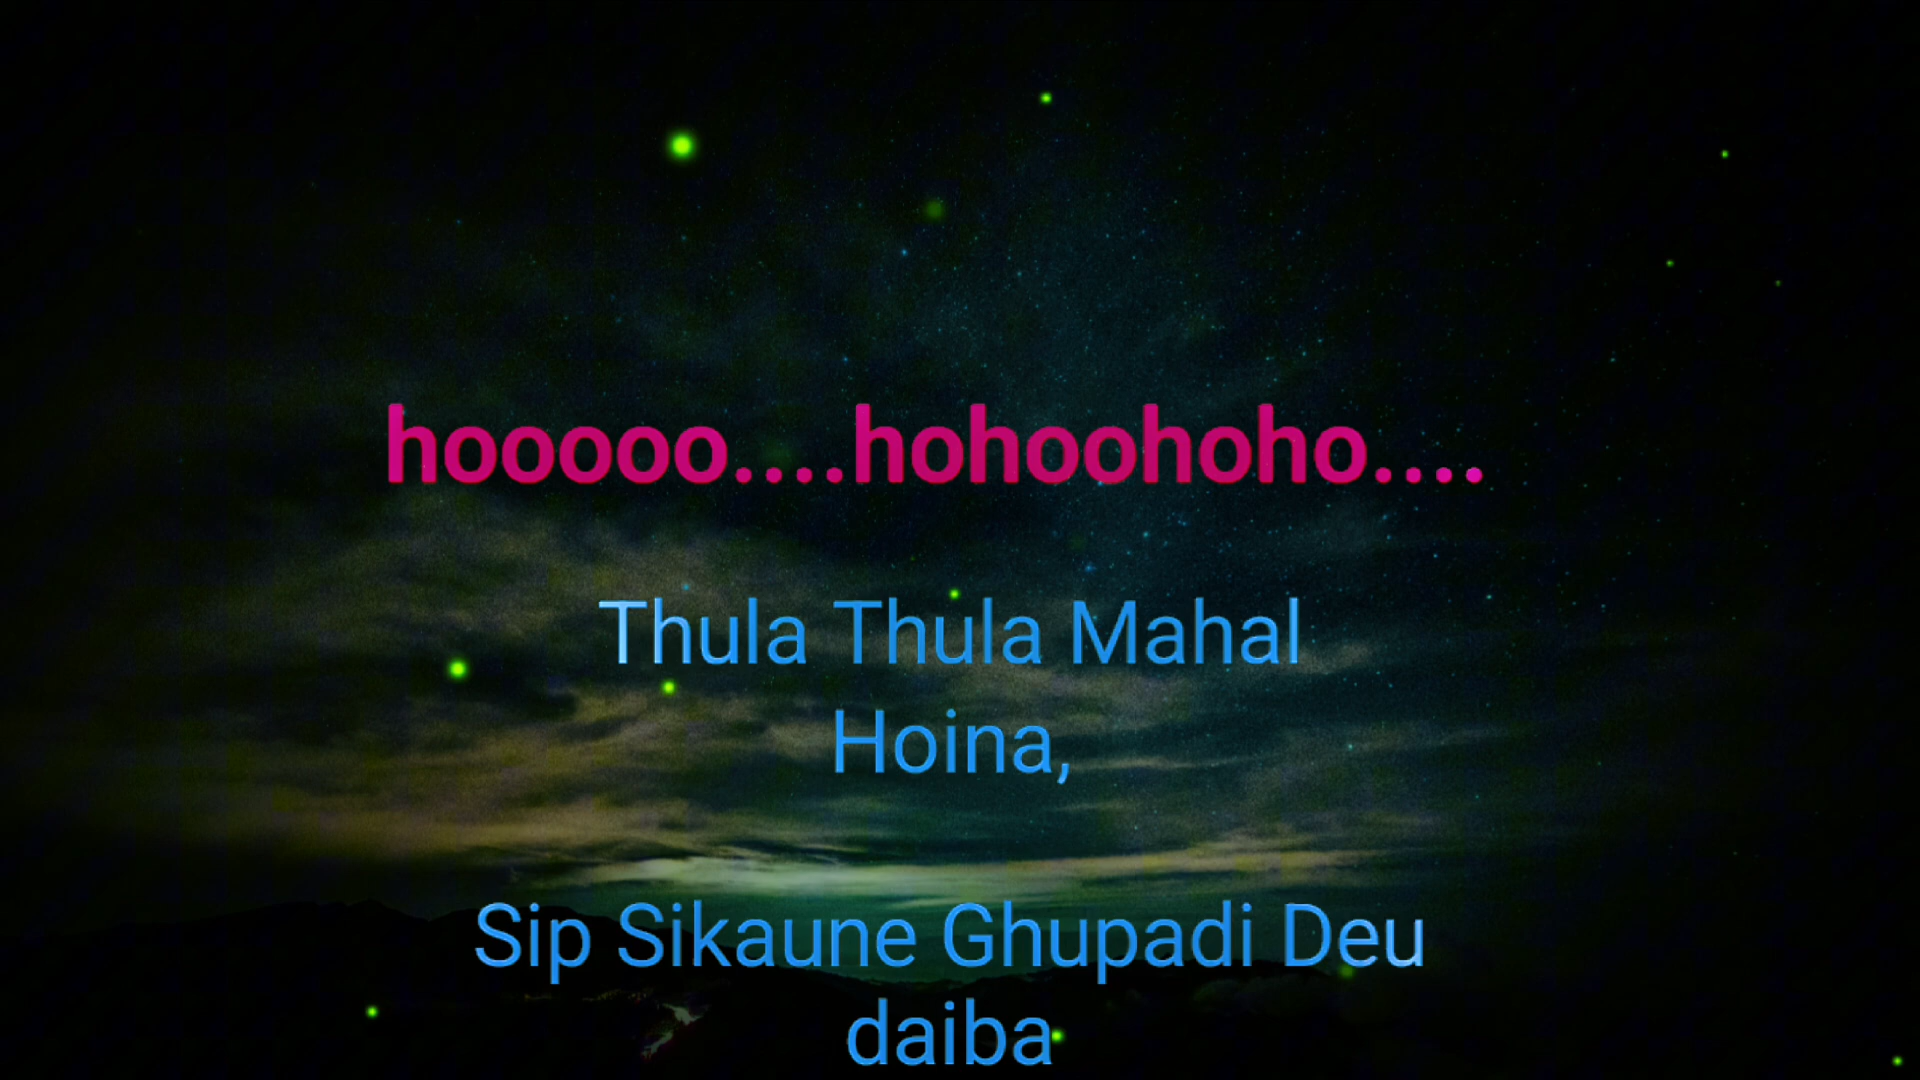 hooooo....hohoohoho....
Thula Thula Mahal
Hoina,
Sip Sikaune Ghupadi Deu
daiba